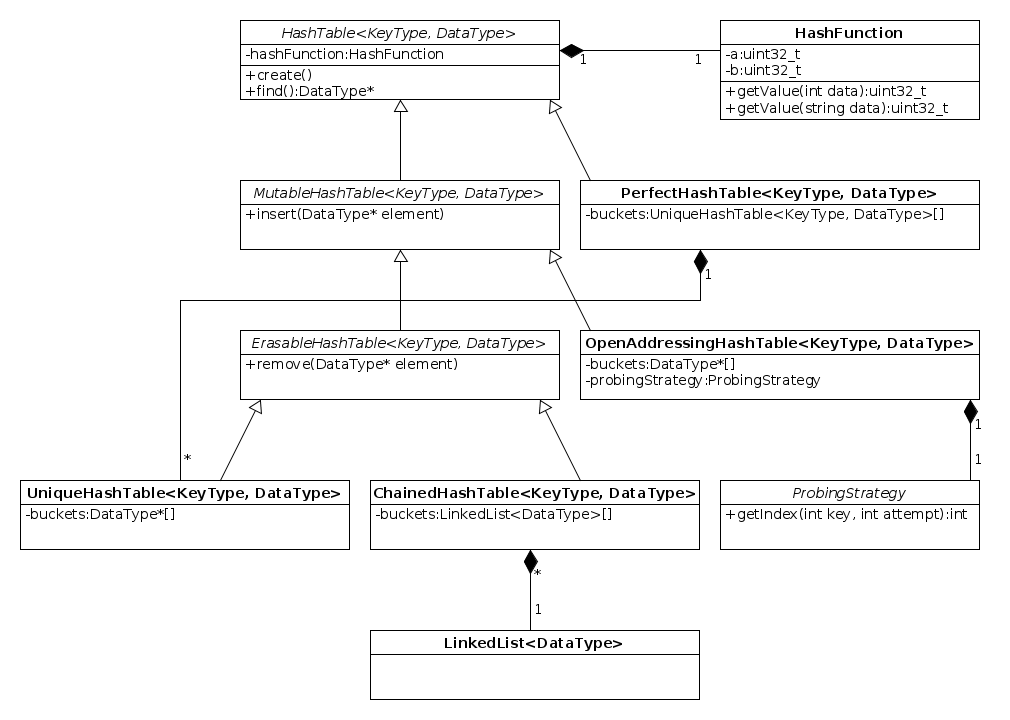 HashTable<KeyType, DataType>
-hashFunction:HashFunction
+create()
+find():DataType*
1
1
HashFunction
-a:uint32_t
-b:uint32_t
+getValue(int data):uint32_t
+getValue(string data):uint32_t
MutableHashTable<KeyType, DataType>
+insert(DataType* element)
PerfectHashTable<KeyType, DataType>
-buckets:UniqueHashTable<KeyType, DataType>[]
1
ErasableHashTable<KeyType, DataType>
+remove(DataType* element)
OpenAddressingHashTable<KeyType, DataType>
-buckets:DataType*[]
-probingStrategy:ProbingStrategy
1
*
1
UniqueHashTable<KeyType, DataType>
-buckets:DataType*[]
ChainedHashTable<KeyType, DataType>
-buckets:LinkedList<DataType>[]
ProbingStrategy
+getIndex(int key, int attempt):int
*
1
LinkedList<DataType>